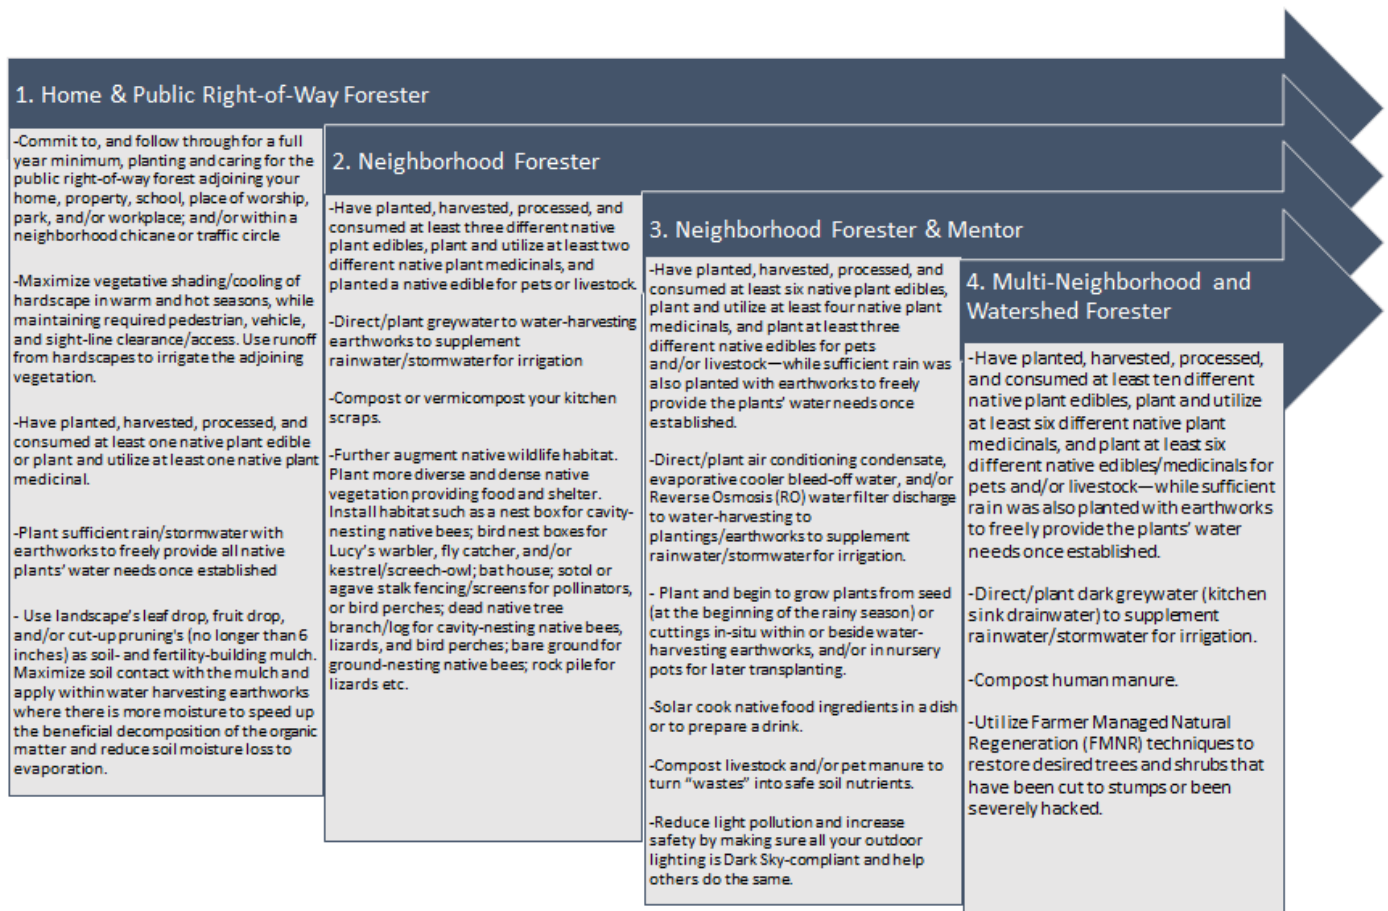 1. Home & Public Right-of-Way Forester
-Commit to, and follow through for a full
year minimum, planting and caring for the
public right-of-way forest adjoining your
home, property, school, place of worship,
park, and/or workplace; and/or within a
neighborhood chicane or traffic circle
-Maximize vegetative shading/cooling of
hardscape in warm and hot seasons, while
maintaining required pedestrian, vehicle,
and sight-line clearance/access. Use runoff
from hardscapes to irrigate the adjoining
vegetation.
-Have planted, harvested, processed, and
consumed at least one native plant edible
or plant and utilize at least one native plant
medicinal.
-Plant sufficient rain/stormwater with
earthworks to freely provide all native
plants' water needs once established
- Use landscape's leaf drop, fruit drop,
and/or cut-up pruning's (no longer than 6
inches) as soil- and fertility-building mulch.
Maximize soil contact with the mulch and
apply within water harvesting earthworks
where there is more moisture to speed up
the beneficial decomposition of the organic
matter and reduce soil moisture loss to
evaporation.
2. Neighborhood Forester
-Have planted, harvested, processed, and
consumed at least three different native
plant edibles, plant and utilize at least two
different native plant medicinals, and
planted a native edible for pets or livestock.
-Direct/plant greywater to water-harvesting
earthworks to supplement
rainwater/stormwater for irrigation
-Compost or vermicompost your kitchen
scraps.
-Further augment native wildlife habitat.
Plant more diverse and dense native
vegetation providing food and shelter.
Install habitat such as a nest box for cavity-
nesting native bees; bird nest boxes for
Lucy's warbler, fly catcher, and/or
kestrel/screech-owl; bat house; sotol or
agave stalk fencing/screens for pollinators,
or bird perches; dead native tree
branch/log for cavity-nesting native bees,
lizards, and bird perches; bare ground for
ground-nesting native bees; rock pile for
lizards etc.
3. Neighborhood Forester & Mentor
-Have planted, harvested, processed, and
consumed at least six native plant edibles,
plant and utilize at least four native plant
medicinals, and plant at least three
different native edibles for pets
and/or livestock—while sufficient rain was
also planted with earthworks to freely
provide the plants' water needs once
established.
-Direct/plant air conditioning condensate,
evaporative cooler bleed-off water, and/or
Reverse Osmosis (RO) water filter discharge
to water-harvesting to
plantings/earthworks to supplement
rainwater/stormwater for irrigation.
- Plant and begin to grow plants from seed
(at the beginning of the rainy season) or
cuttings in-situ within or beside water-
harvesting earthworks, and/or in nursery
pots for later transplanting.
-Solar cook native food ingredients in a dish
or to prepare a drink.
-Compost livestock and/or pet manure to
turn "wastes" into safe soil nutrients.
-Reduce light pollution and increase
safety by making sure all your outdoor
lighting is Dark Sky-compliant and help
others do the same.
4. Multi-Neighborhood and
Watershed Forester
-Have planted, harvested, processed,
and consumed at least ten different
native plant edibles, plant and utilize
at least six different native plant
medicinals, and plant at least six
different native edibles/medicinals for
pets and/or livestock—while sufficient
rain was also planted with earthworks
to freely provide the plants' water
needs once established.
-Direct/plant dark greywater (kitchen
sink drainwater) to supplement
rainwater/stormwater for irrigation.
-Compost human manure.
-Utilize Farmer Managed Natural
Regeneration (FMNR) techniques to
restore desired trees and shrubs that
have been cut to stumps or been
severely hacked.